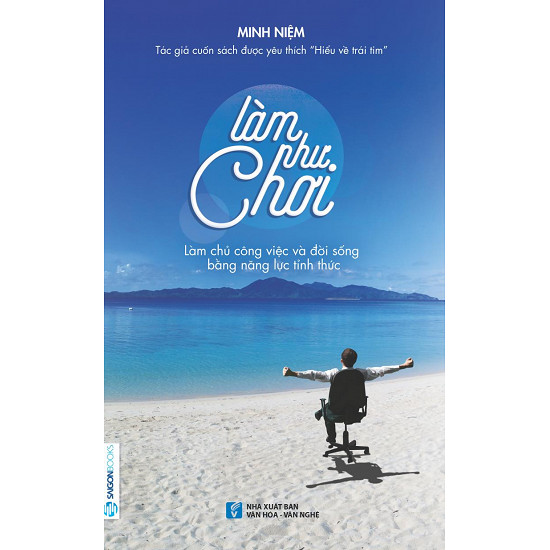 MINH NIỆM
Tác giả cuốn sách được yêu thích "Hiểu về trái tim"
làm
như
Chơi
Làm chủ công việc và đời sống
bằng năng lực tỉnh thức
SAIGONBOOKS
NHÀ XUẤT BẢN
VĂN HÓA - VĂN NGHỆ